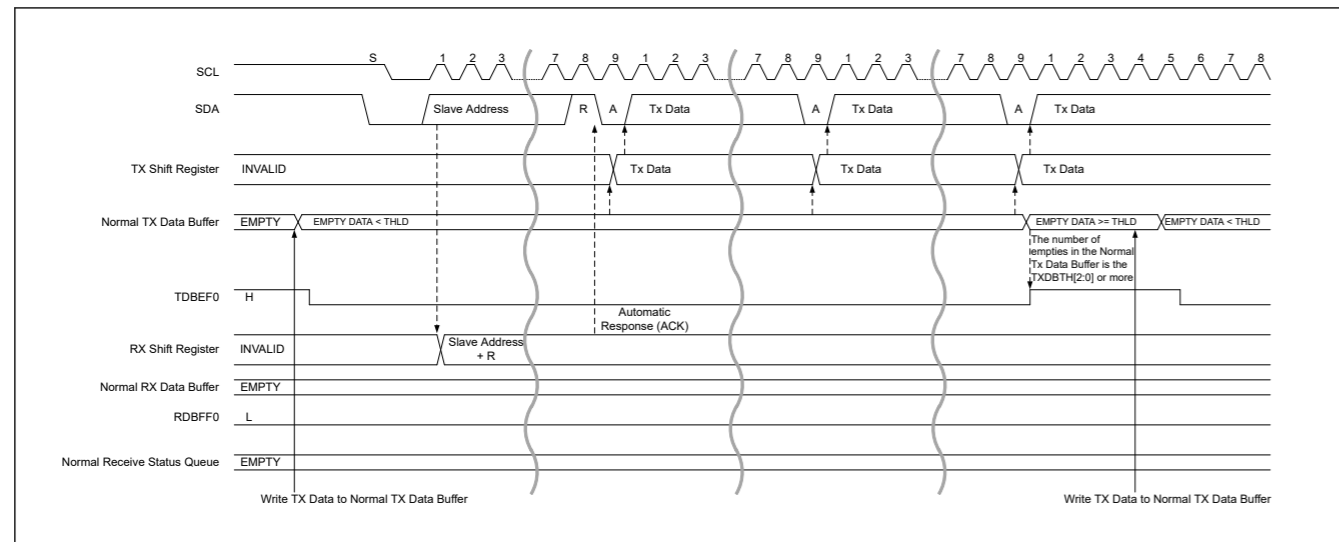 S 1 2 3 7 8 9 1 2 3 7 8 9 1 2 3 7 8 9 1 2 3 4 5 6 7 8
SCL
SDA Slave Address R A Tx Data A Tx Data A Tx Data
TX Shift Register INVALID Tx Data Tx Data Tx Data
Normal TX Data Buffer EMPTY EMPTY DATA < THLD EMPTY DATA >= THLD EMPTY DATA < THLD
The number of
empties in the Normal
Tx Data Buffer is the
TXDBTH[2:0] or more
TDBEF0 H
Automatic
Response (ACK)
RX Shift Register INVALID Slave Address
+ R
Normal RX Data Buffer EMPTY
RDBFF0 L
Normal Receive Status Queue EMPTY
Write TX Data to Normal TX Data Buffer Write TX Data to Normal TX Data Buffer